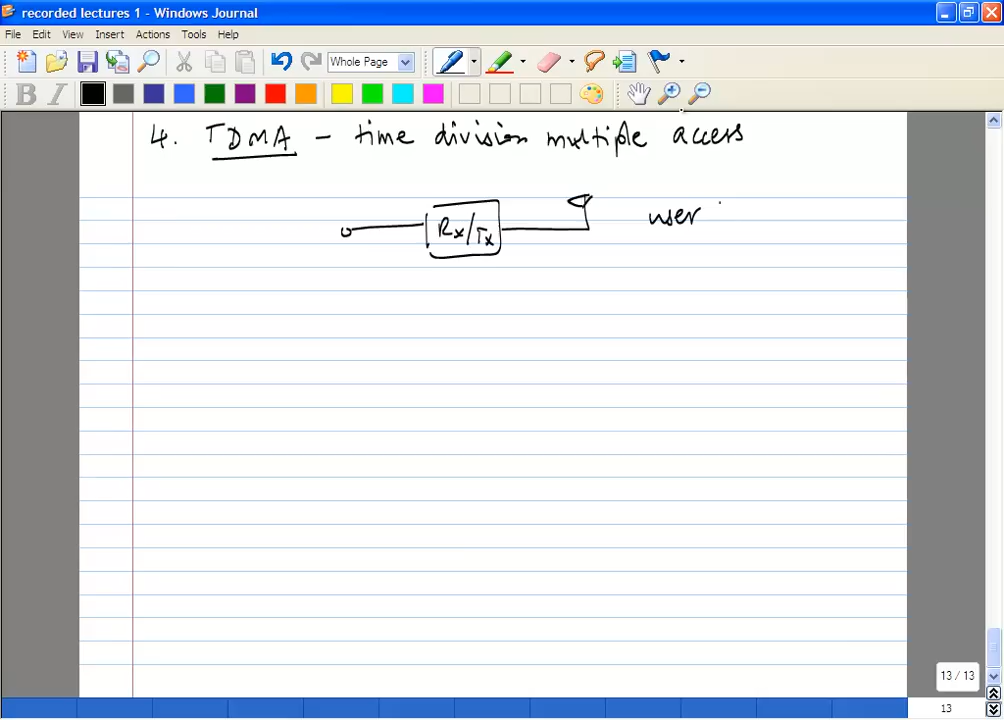 recorded lectures 1 - Windows Journal
File Edit View Insert Actions Tools Help
Whole Page
B I
4. TDMA - time division multiple access
Rx/Tx user
13 / 13
13